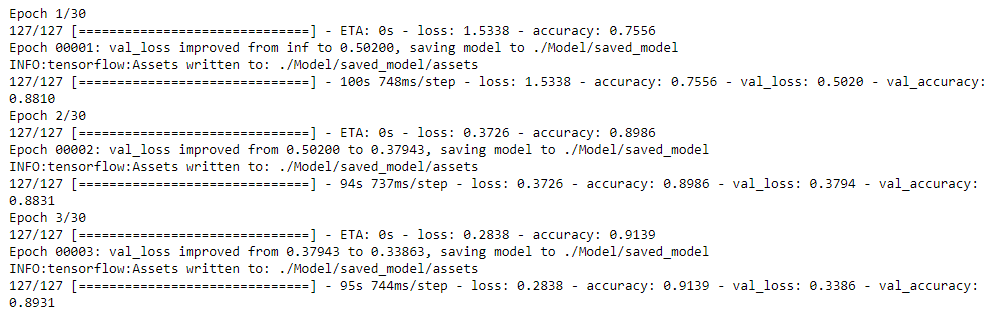 Epoch 1/30
127/127 [==============================] - ETA: 0s - loss: 1.5338 - accuracy: 0.7556
Epoch 00001: val_loss improved from inf to 0.50200, saving model to ./Model/saved_model
INFO:tensorflow:Assets written to: ./Model/saved_model/assets
127/127 [==============================] - 100s 748ms/step - loss: 1.5338 - accuracy: 0.7556 - val_loss: 0.5020 - val_accuracy:
0.8810
Epoch 2/30
127/127 [==============================] - ETA: 0s - loss: 0.3726 - accuracy: 0.8986
Epoch 00002: val_loss improved from 0.50200 to 0.37943, saving model to ./Model/saved_model
INFO:tensorflow:Assets written to: ./Model/saved_model/assets
127/127 [==============================] - 94s 737ms/step - loss: 0.3726 - accuracy: 0.8986 - val_loss: 0.3794 - val_accuracy:
0.8831
Epoch 3/30
127/127 [==============================] - ETA: 0s - loss: 0.2838 - accuracy: 0.9139
Epoch 00003: val_loss improved from 0.37943 to 0.33863, saving model to ./Model/saved_model
INFO:tensorflow:Assets written to: ./Model/saved_model/assets
127/127 [==============================] - 95s 744ms/step - loss: 0.2838 - accuracy: 0.9139 - val_loss: 0.3386 - val_accuracy:
0.8931